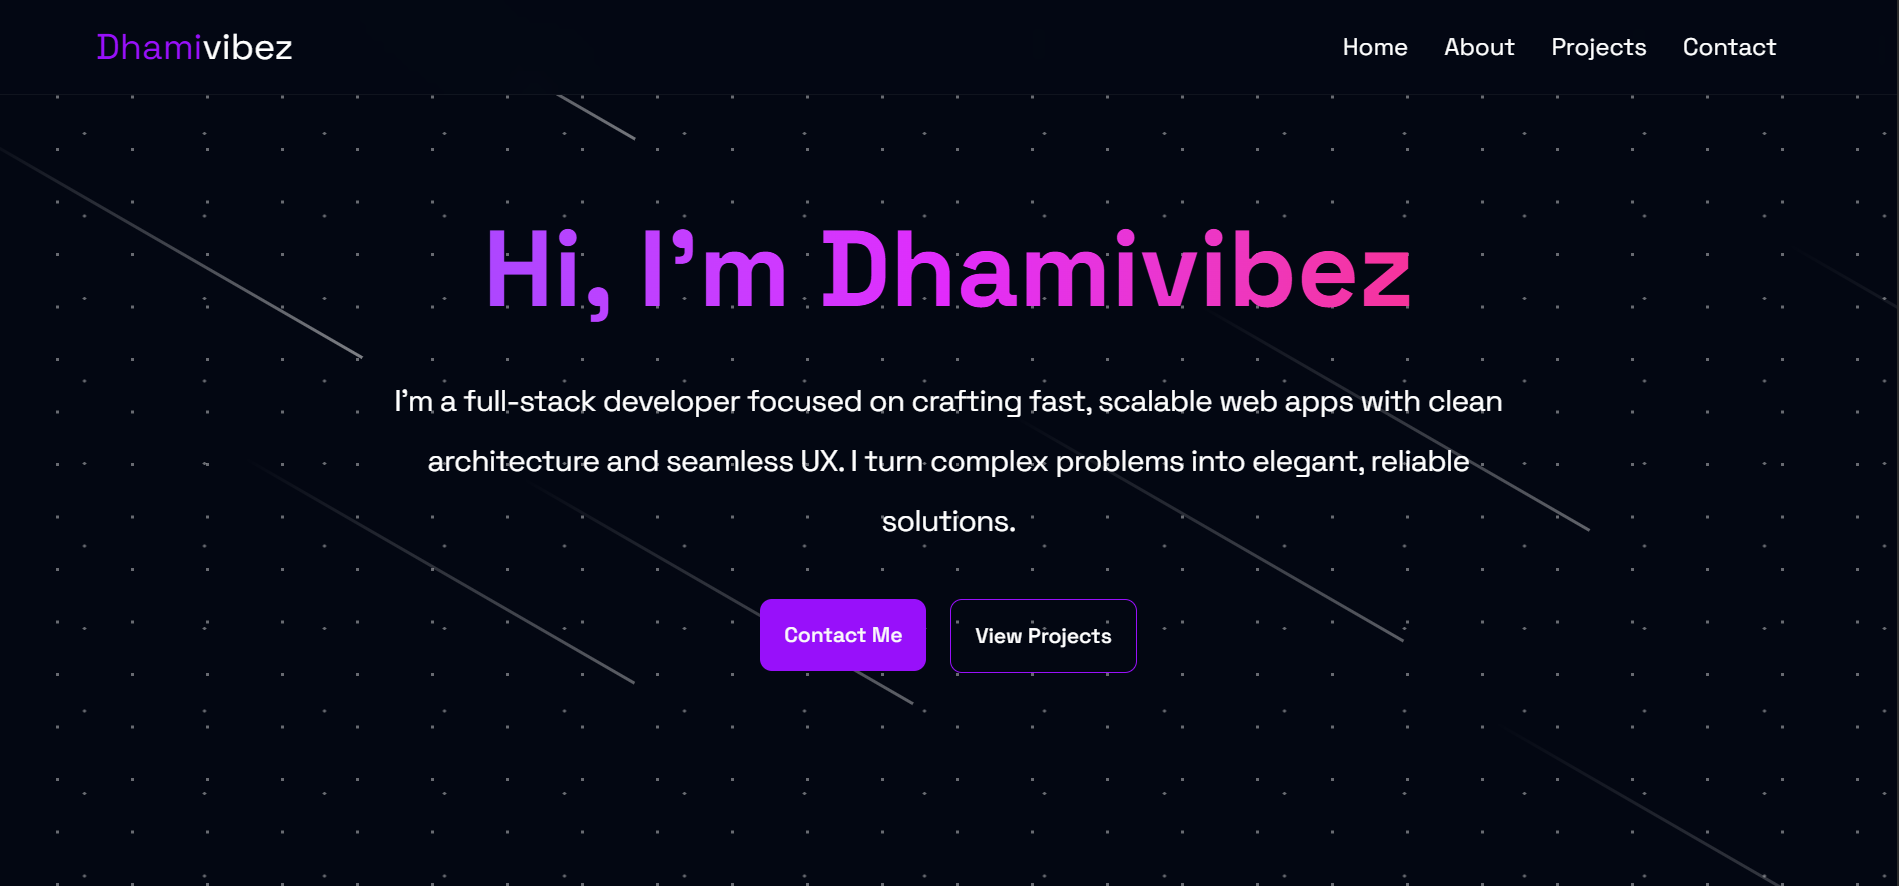 Dhamivibez
Home
About
Projects
Contact
Hi, I’m Dhamivibez
I’m a full-stack developer focused on crafting fast, scalable web apps with clean
architecture and seamless UX. I turn complex problems into elegant, reliable
solutions.
Contact Me
View Projects